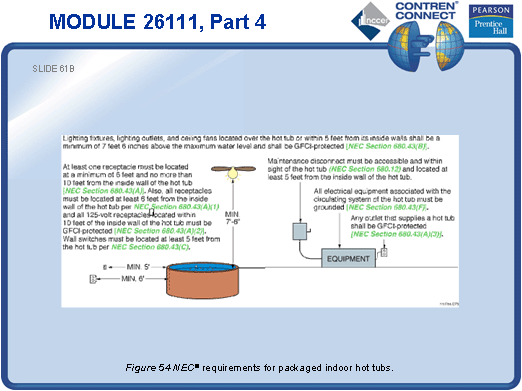 MODULE 26111, Part 4
nccer
CONTREN®
CONNECT
PEARSON
Prentice
Hall
SLIDE 61B
Lighting fixtures, lighting outlets, and ceiling fans located over the hot tub or within 5 feet from its inside walls shall be a
minimum of 7 feet 6 inches above the maximum water level and shall be GFCI-protected [NEC Section 680.43(B)].
At least one receptacle must be located
at a minimum of 6 feet and no more than
10 feet from the inside wall of the hot tub
[NEC Section 680.43(A)]. Also, all receptacles
must be located at least 6 feet from the inside
wall of the hot tub per NEC Section 680.43(A)(1)
and all 125-volt receptacles located within
10 feet of the inside wall of the hot tub must be
GFCI-protected [NEC Section 680.43(A)(2)].
Wall switches must be located at least 5 feet from
the hot tub per NEC Section 680.43(C).
Maintenance disconnect must be accessible and within
sight of the hot tub (NEC Section 680.12) and located at
least 5 feet from the inside wall of the hot tub.
All electrical equipment associated with the
circulating system of the hot tub must be
grounded [NEC Section 680.43(F)].
Any outlet that supplies a hot tub
shall be GFCI-protected
[NEC Section 680.43(A)(3)].
MIN.
7'-6"
EQUIPMENT
MIN. 5'
MIN. 6'
Figure 54 NEC® requirements for packaged indoor hot tubs.